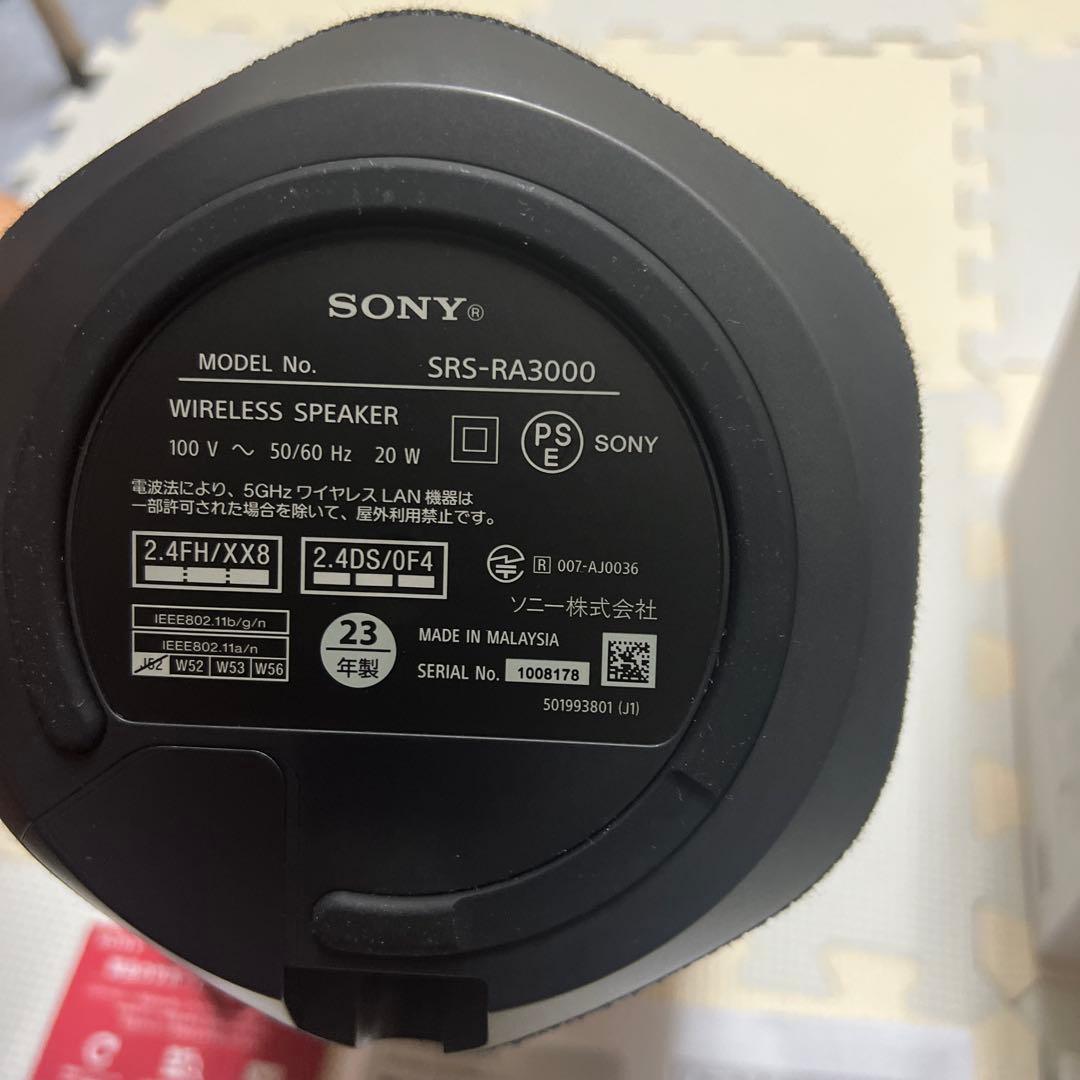 SONY®
MODEL No. SRS-RA3000
WIRELESS SPEAKER
100 V ～ 50/60 Hz 20 W
PS
E
SONY
電波法により、5GHz ワイヤレス LAN 機器は
一部許可された場合を除いて、屋外利用禁止です。
2.4FH/XX8
2.4DS/0F4
R 007-AJ0036
ソニー株式会社
IEEE802.11b/g/n
IEEE802.11a/n
J52 W52 W53 W56
23
年製
MADE IN MALAYSIA
SERIAL No. 1008178
501993801 (J1)